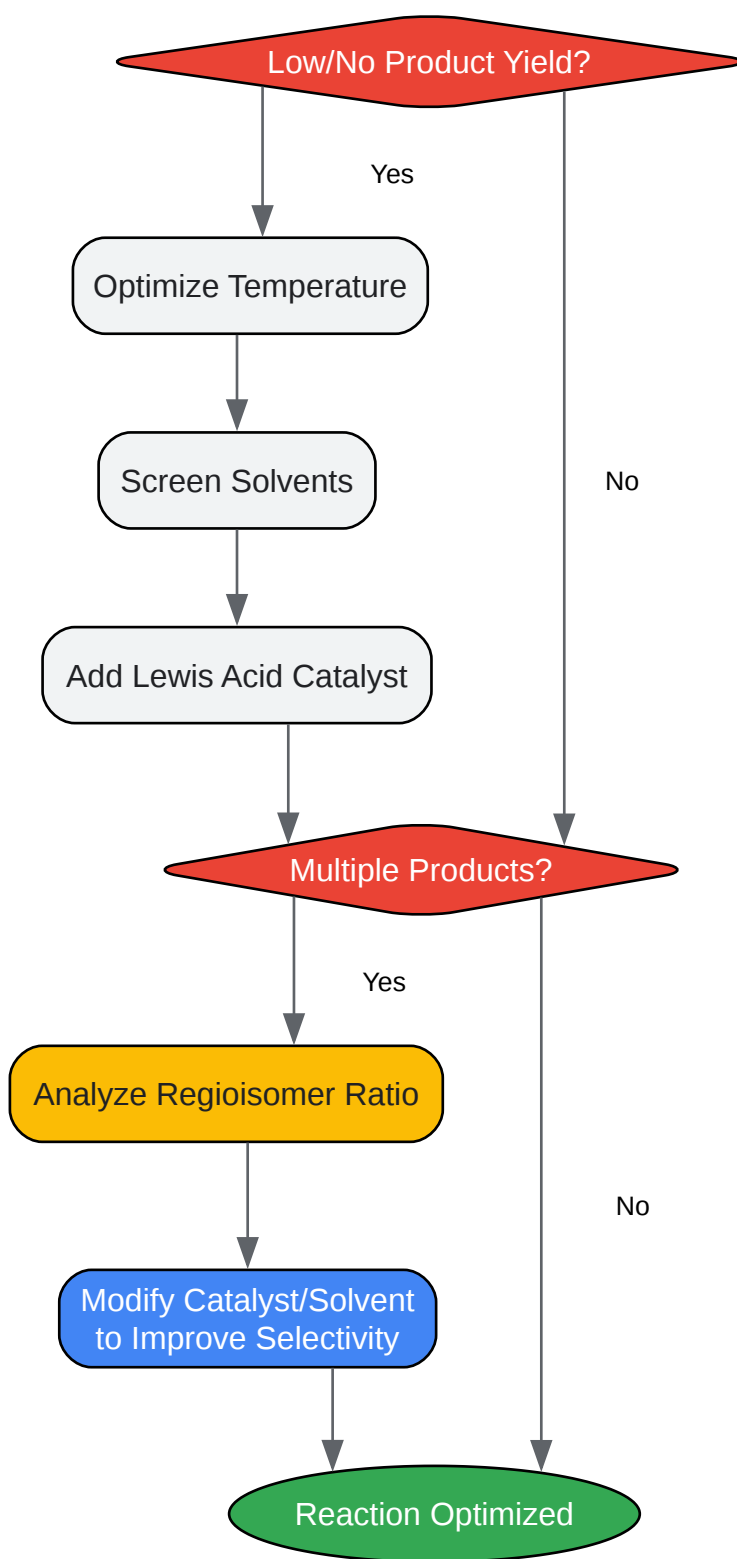 Low/No Product Yield?
Yes
Optimize Temperature
Screen Solvents
No
Add Lewis Acid Catalyst
Multiple Products?
Yes
Analyze Regioisomer Ratio
No
Modify Catalyst/Solvent
to Improve Selectivity
Reaction Optimized